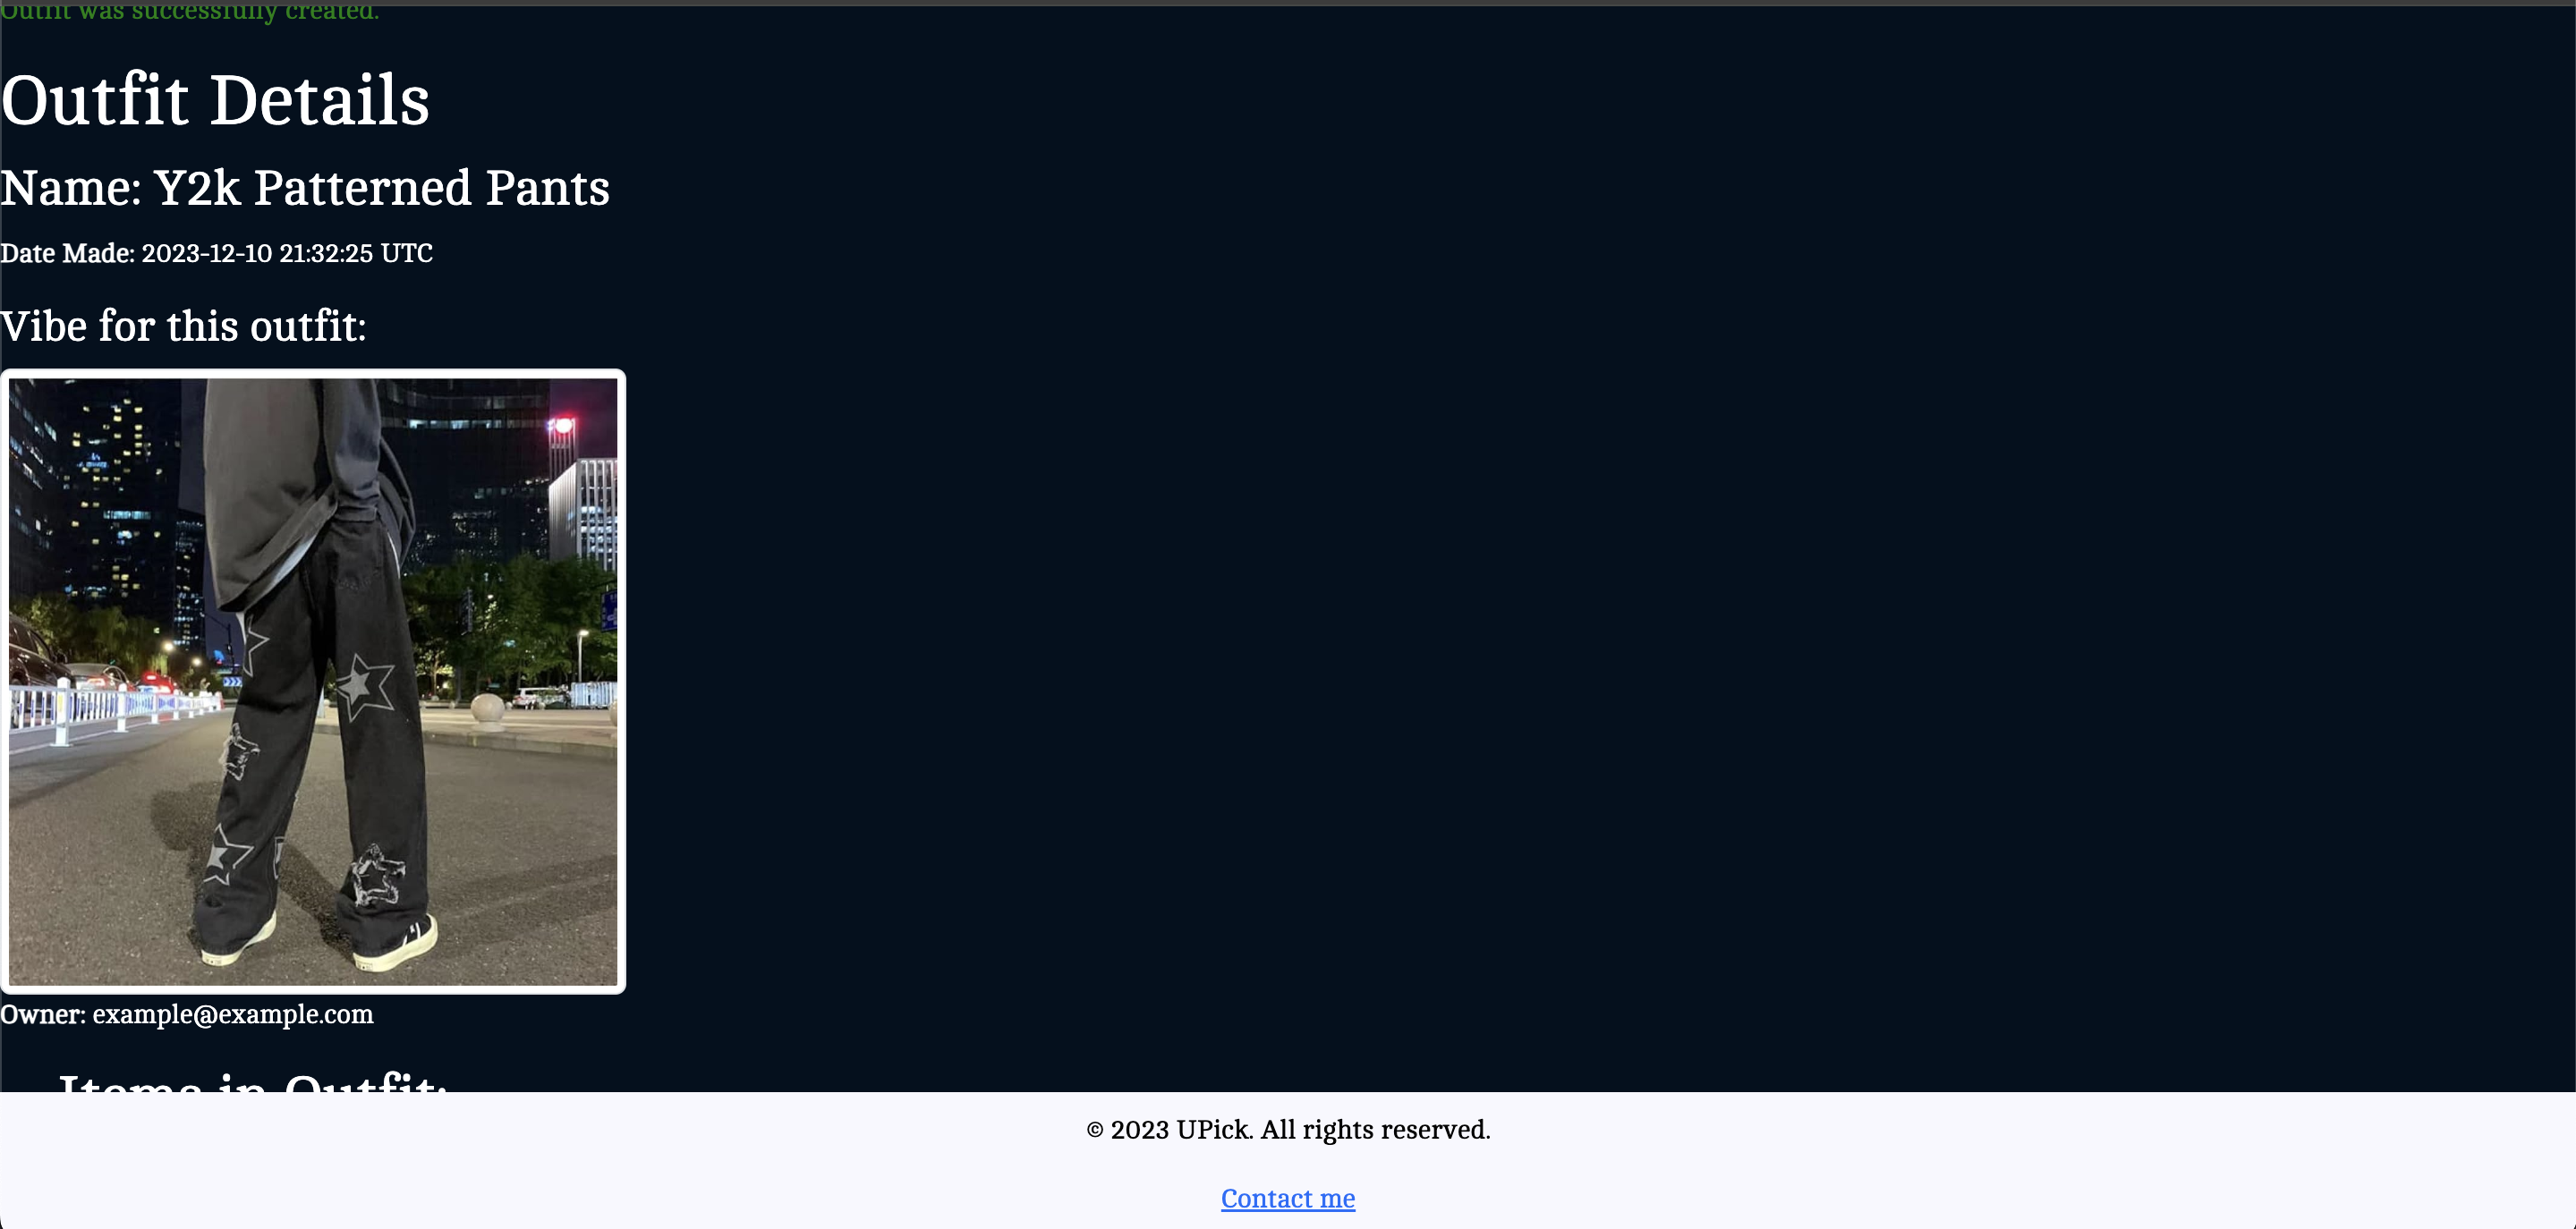 Outfit was successfully created.
Outfit Details
Name: Y2k Patterned Pants
Date Made: 2023-12-10 21:32:25 UTC
Vibe for this outfit:
Owner: example@example.com
Items in Outfit:
© 2023 UPick. All rights reserved.
Contact me